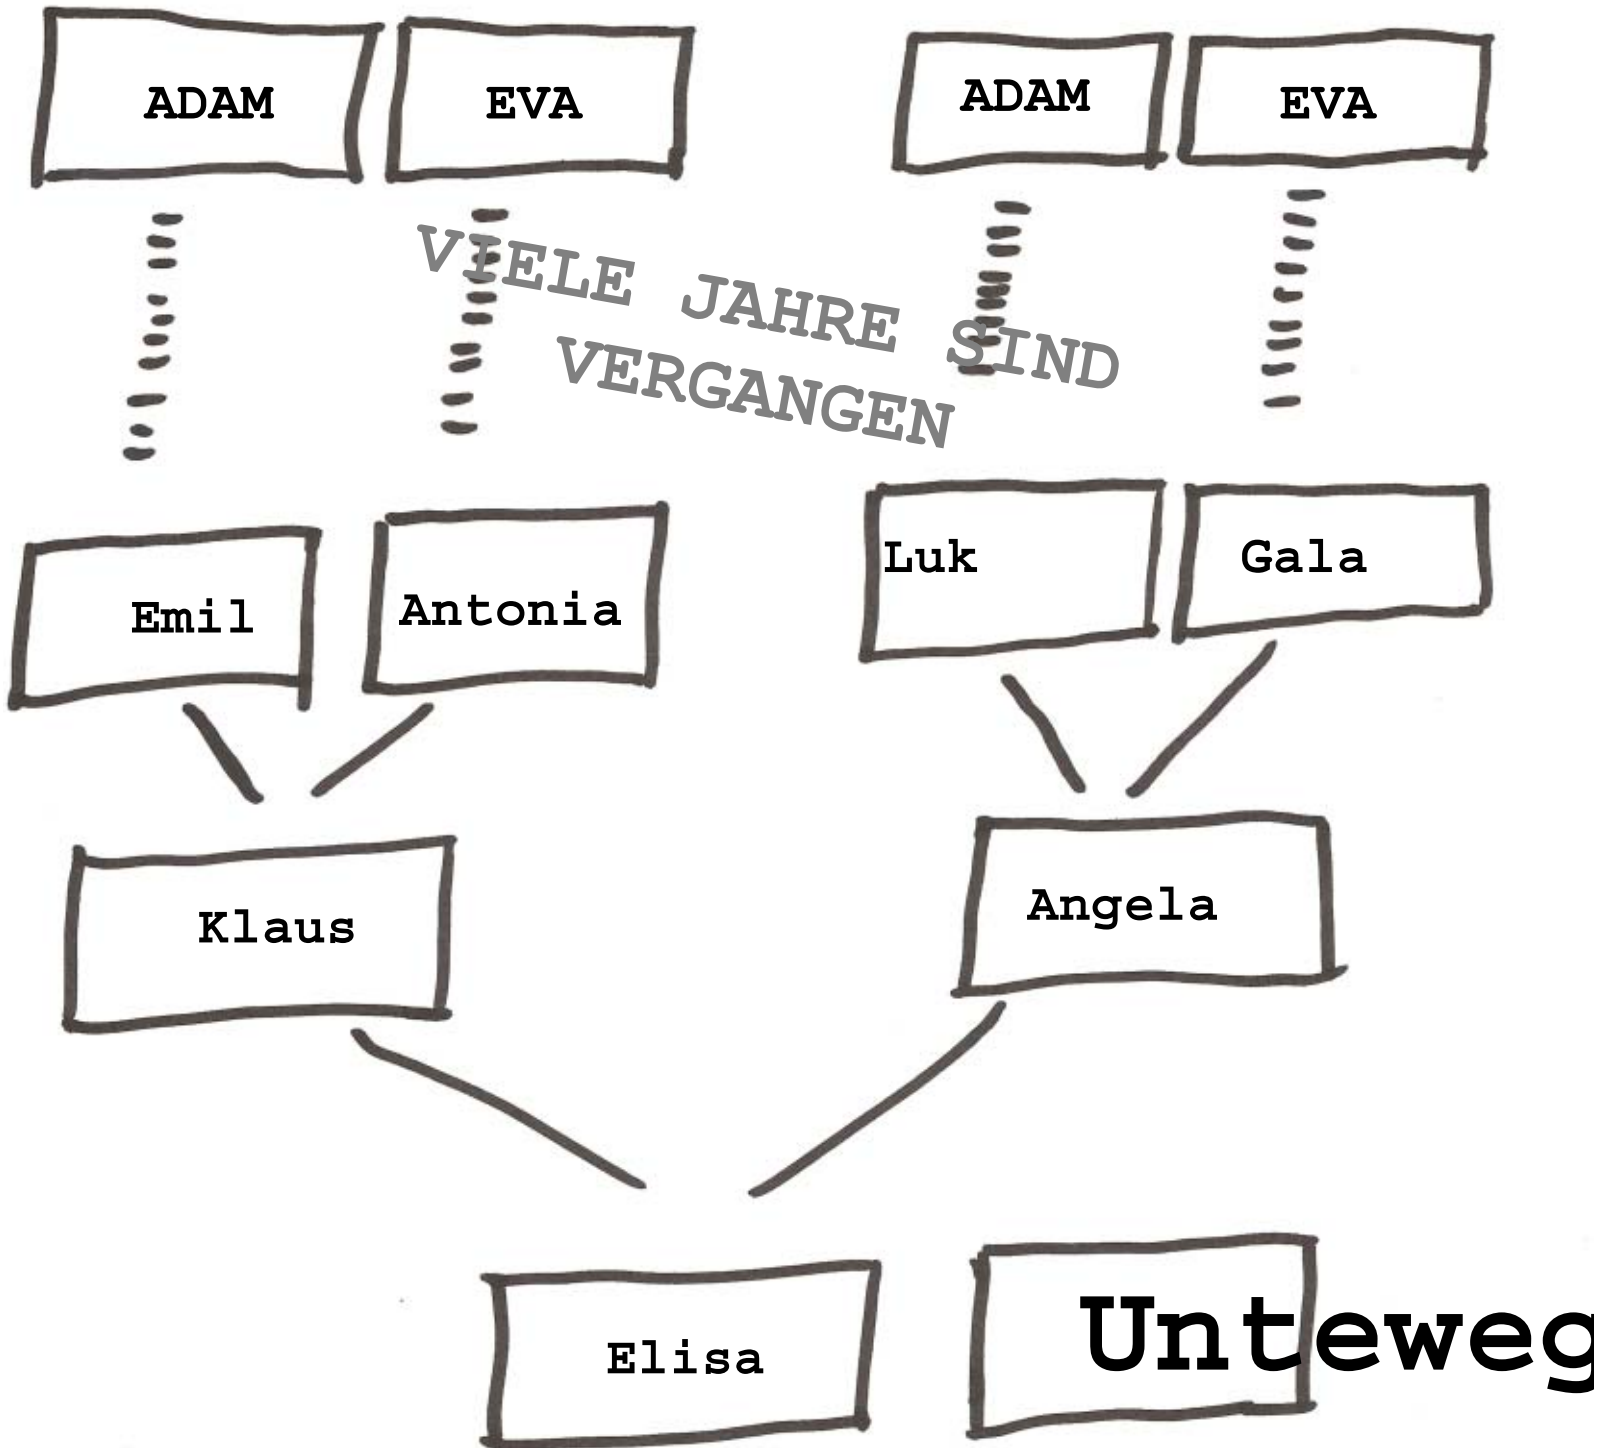 ADAM EVA ADAM EVA
VIELE JAHRE SIND
VERGANGEN
Emil Antonia Luk Gala
Klaus Angela
Elisa Unteweg